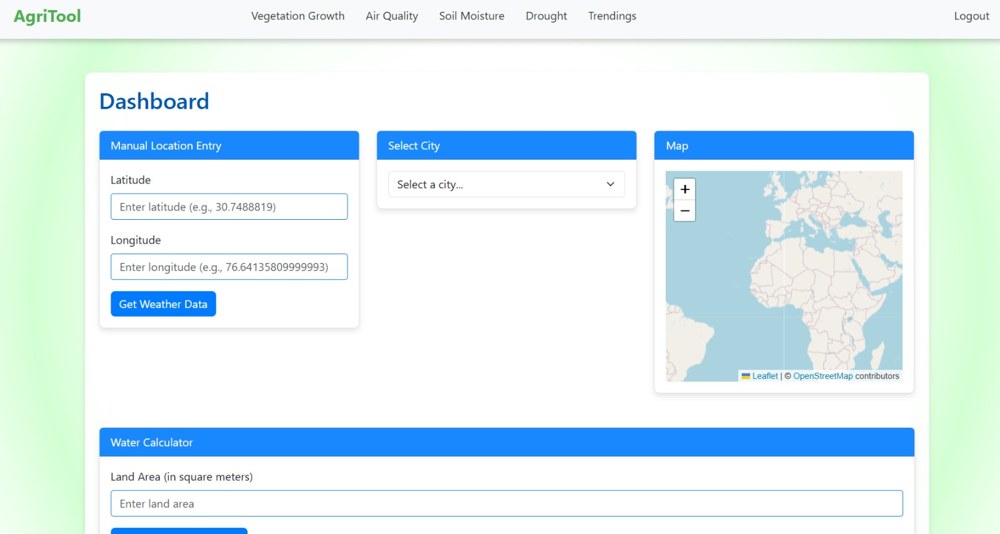 AgriTool
Vegetation Growth
Air Quality
Soil Moisture
Drought
Trendings
Logout
Dashboard
Manual Location Entry
Latitude
Enter latitude (e.g., 30.7488819)
Longitude
Enter longitude (e.g., 76.64135809999993)
Get Weather Data
Select City
Select a city...
Map
+
−
Leaflet | © OpenStreetMap contributors
Water Calculator
Land Area (in square meters)
Enter land area